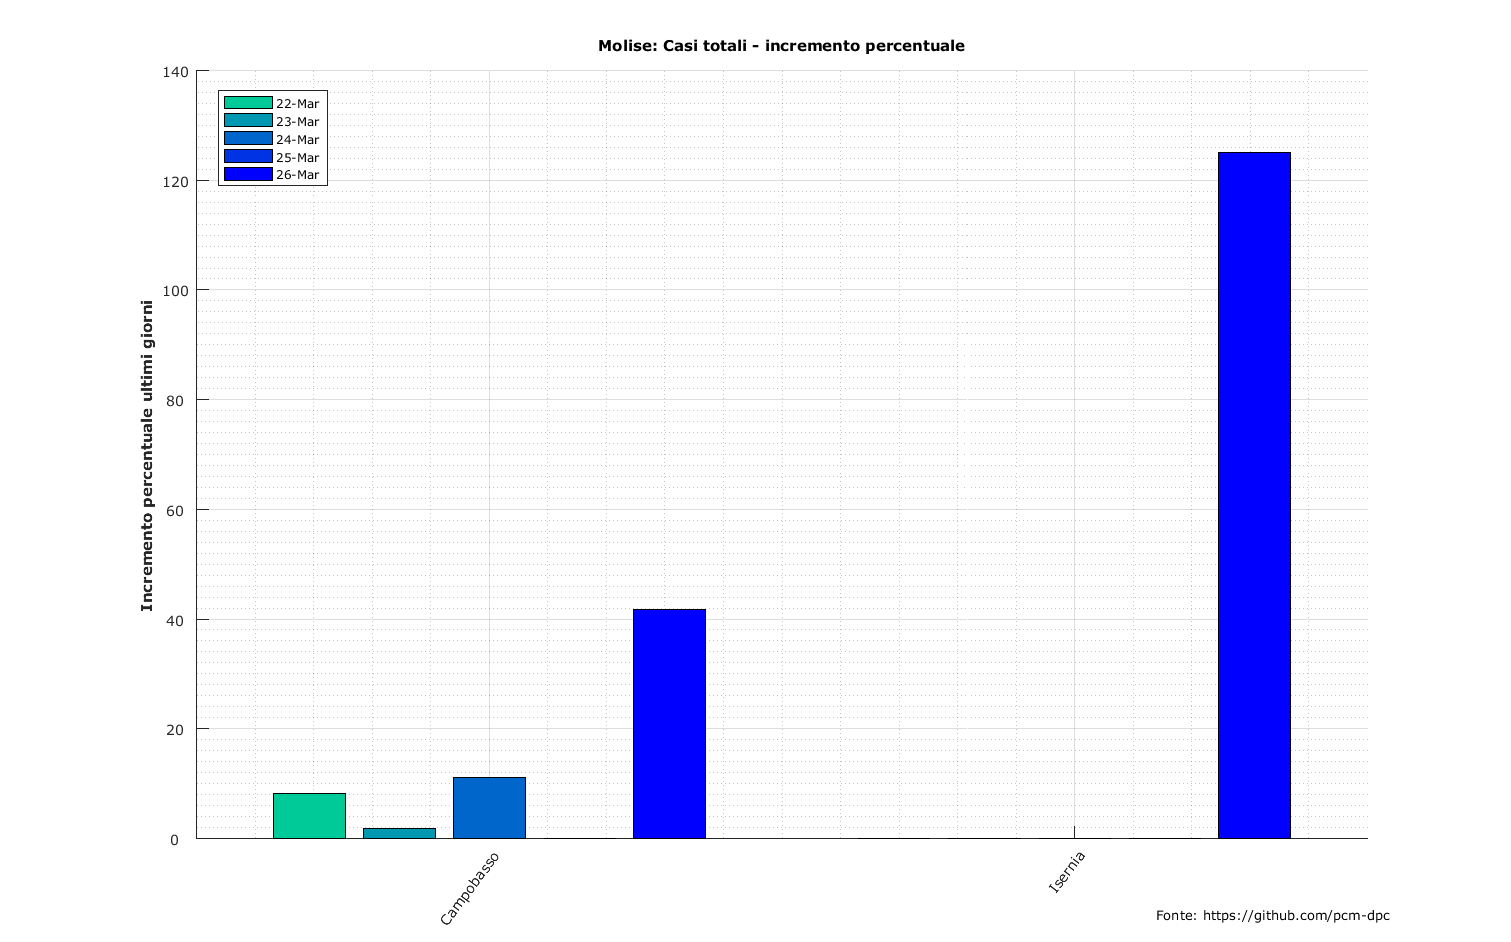 Molise: Casi totali - incremento percentuale
140
120
100
80
60
40
20
0
Incremento percentuale ultimi giorni
22-Mar
23-Mar
24-Mar
25-Mar
26-Mar
Campobasso
Isernia
Fonte: https://github.com/pcm-dpc